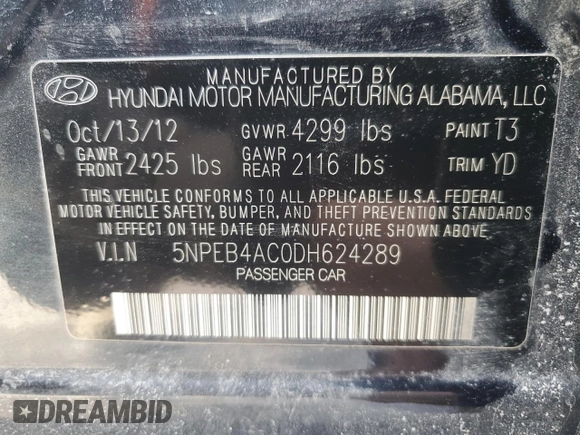 MANUFACTURED BY
HYUNDAI MOTOR MANUFACTURING ALABAMA, LLC
Oct/13/12 GVWR 4299 lbs PAINT T3
GAWR FRONT 2425 lbs GAWR REAR 2116 lbs TRIM YD
THIS VEHICLE CONFORMS TO ALL APPLICABLE U.S.A. FEDERAL
MOTOR VEHICLE SAFETY, BUMPER, AND THEFT PREVENTION STANDARDS
IN EFFECT ON THE DATE OF MANUFACTURE SHOWN ABOVE.
V.I.N 5NPEB4AC0DH624289
PASSENGER CAR
DREAMBID